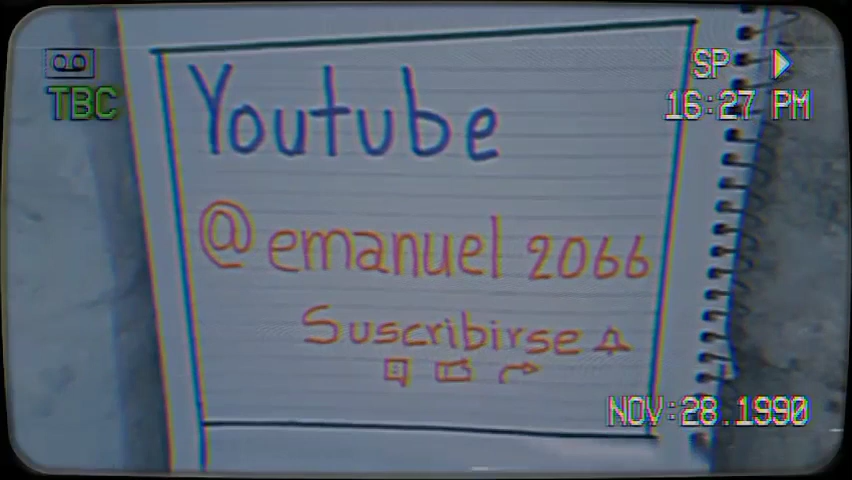 SP
TBC
16:27 PM
Youtube
@emanuel 2066
Suscribirse
NOV:28.1990